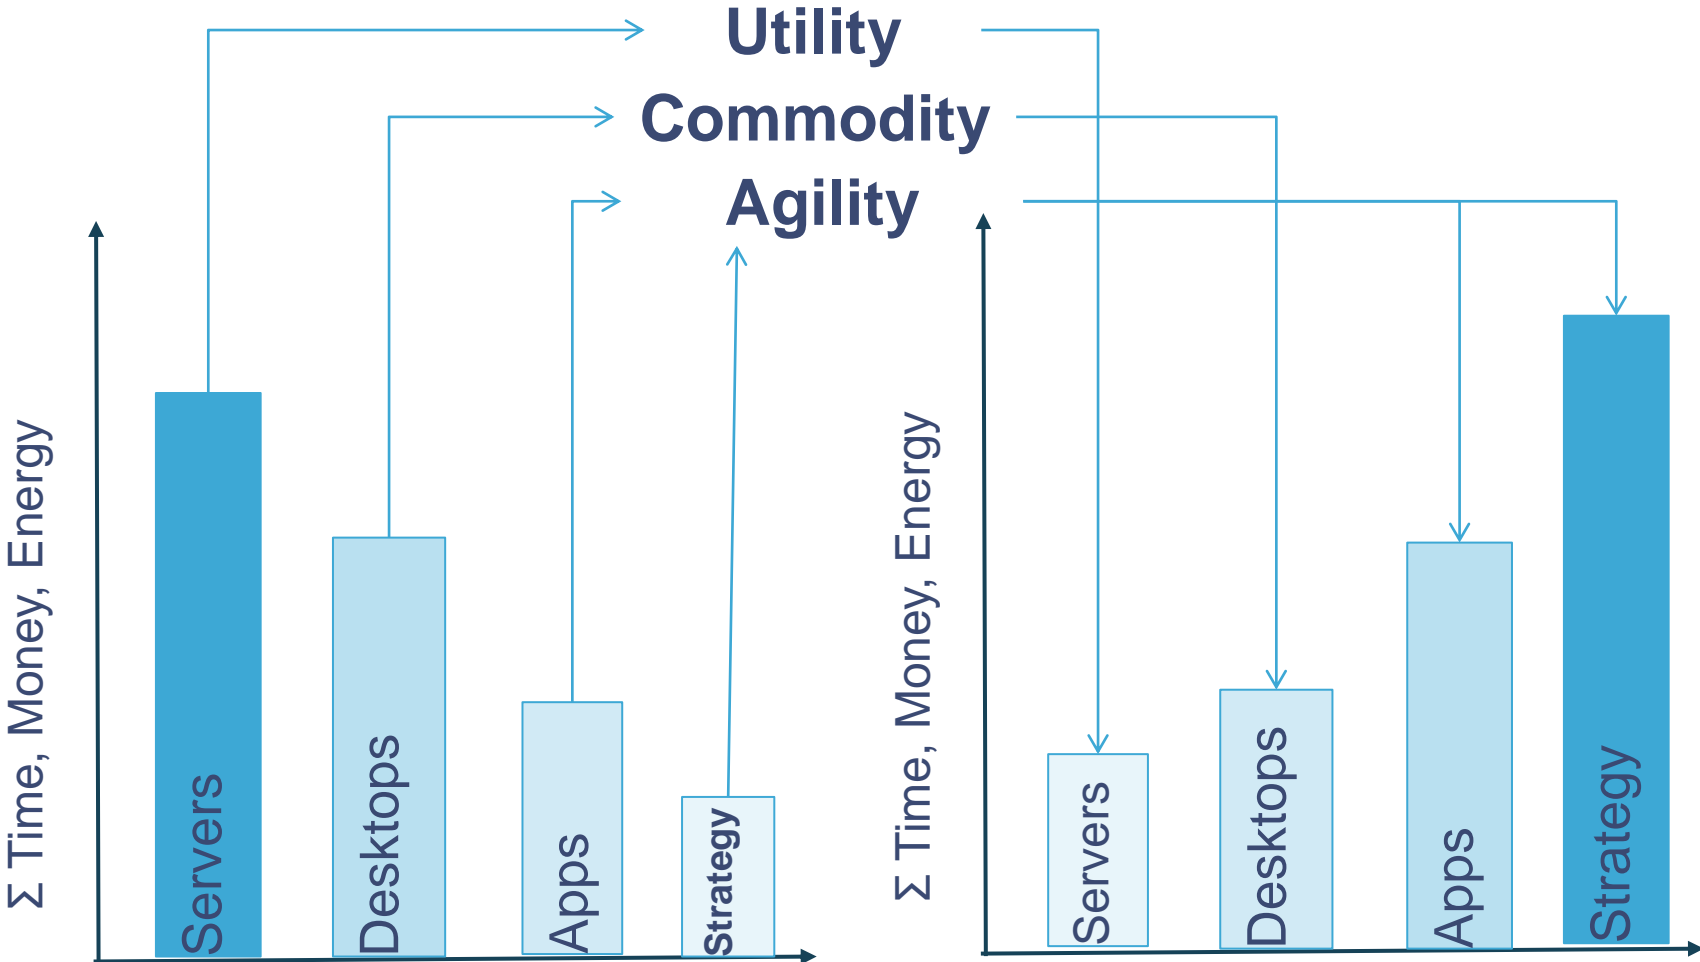 Utility
Commodity
Agility
Σ Time, Money, Energy
Servers
Desktops
Apps
Strategy
Σ Time, Money, Energy
Servers
Desktops
Apps
Strategy